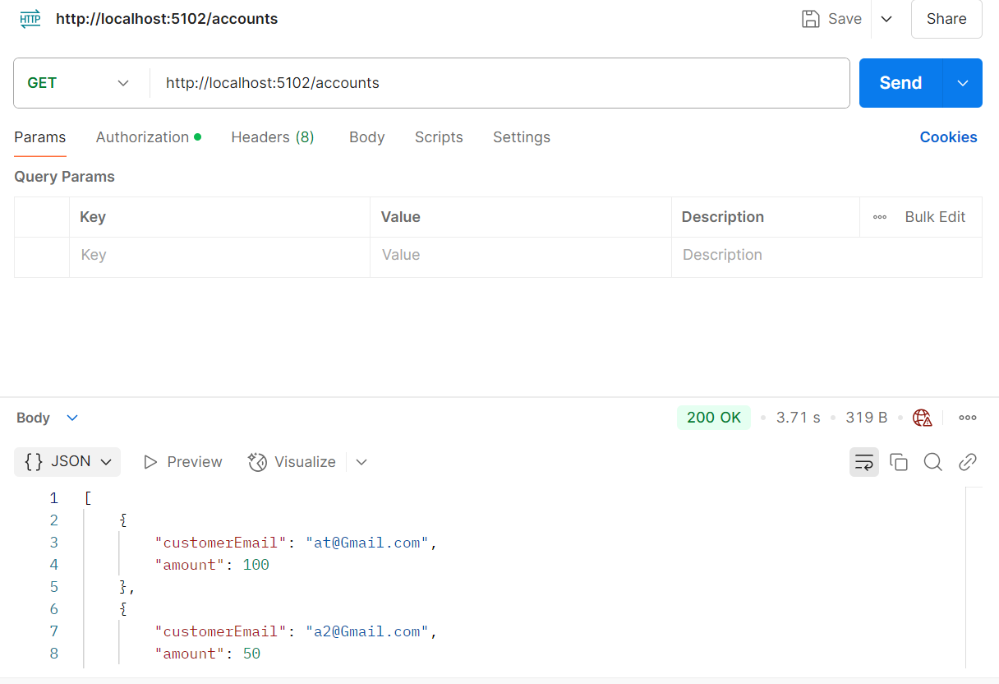 HTTP http://localhost:5102/accounts Save Share
GET http://localhost:5102/accounts Send
Params Authorization Headers (8) Body Scripts Settings Cookies
Query Params
Key Value Description Bulk Edit
Key Value Description
Body 200 OK • 3.71 s • 319 B •
{} JSON Preview Visualize
1 [
2 {
3 "customerEmail": "at@Gmail.com",
4 "amount": 100
5 },
6 {
7 "customerEmail": "a2@Gmail.com",
8 "amount": 50